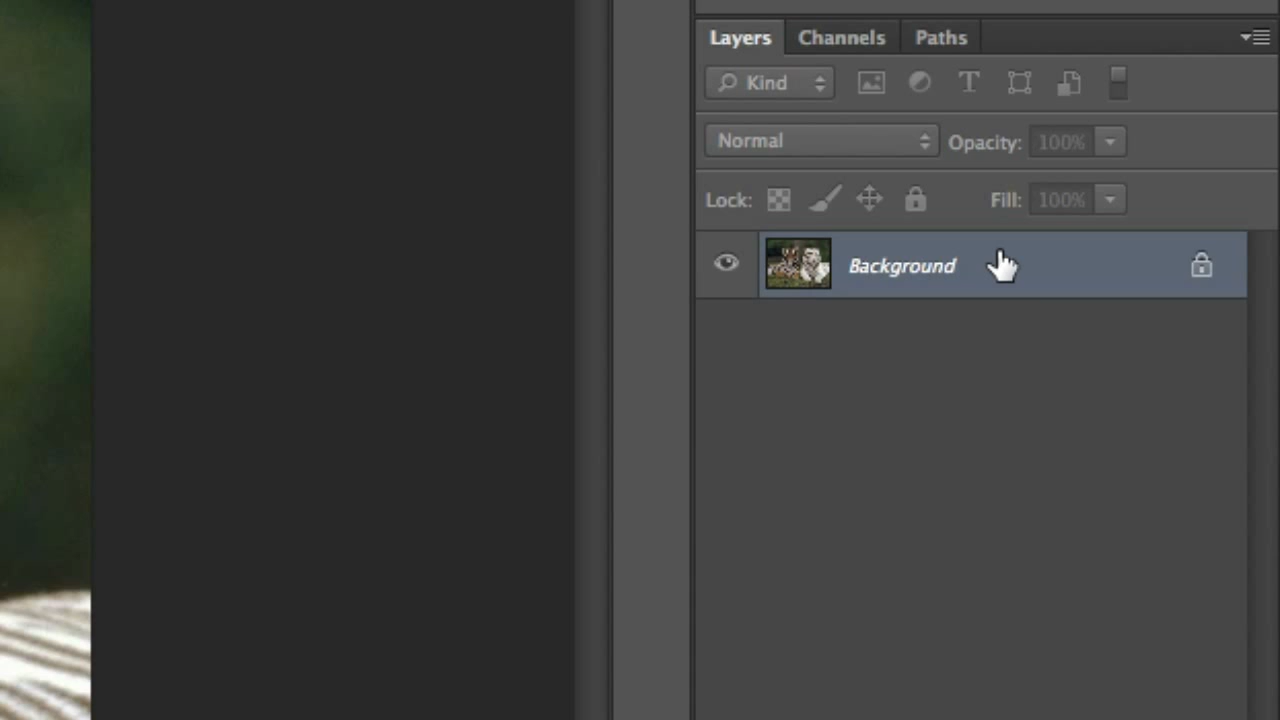 Layers Channels Paths
Kind T
Normal Opacity: 100%
Lock: Fill: 100%
Background